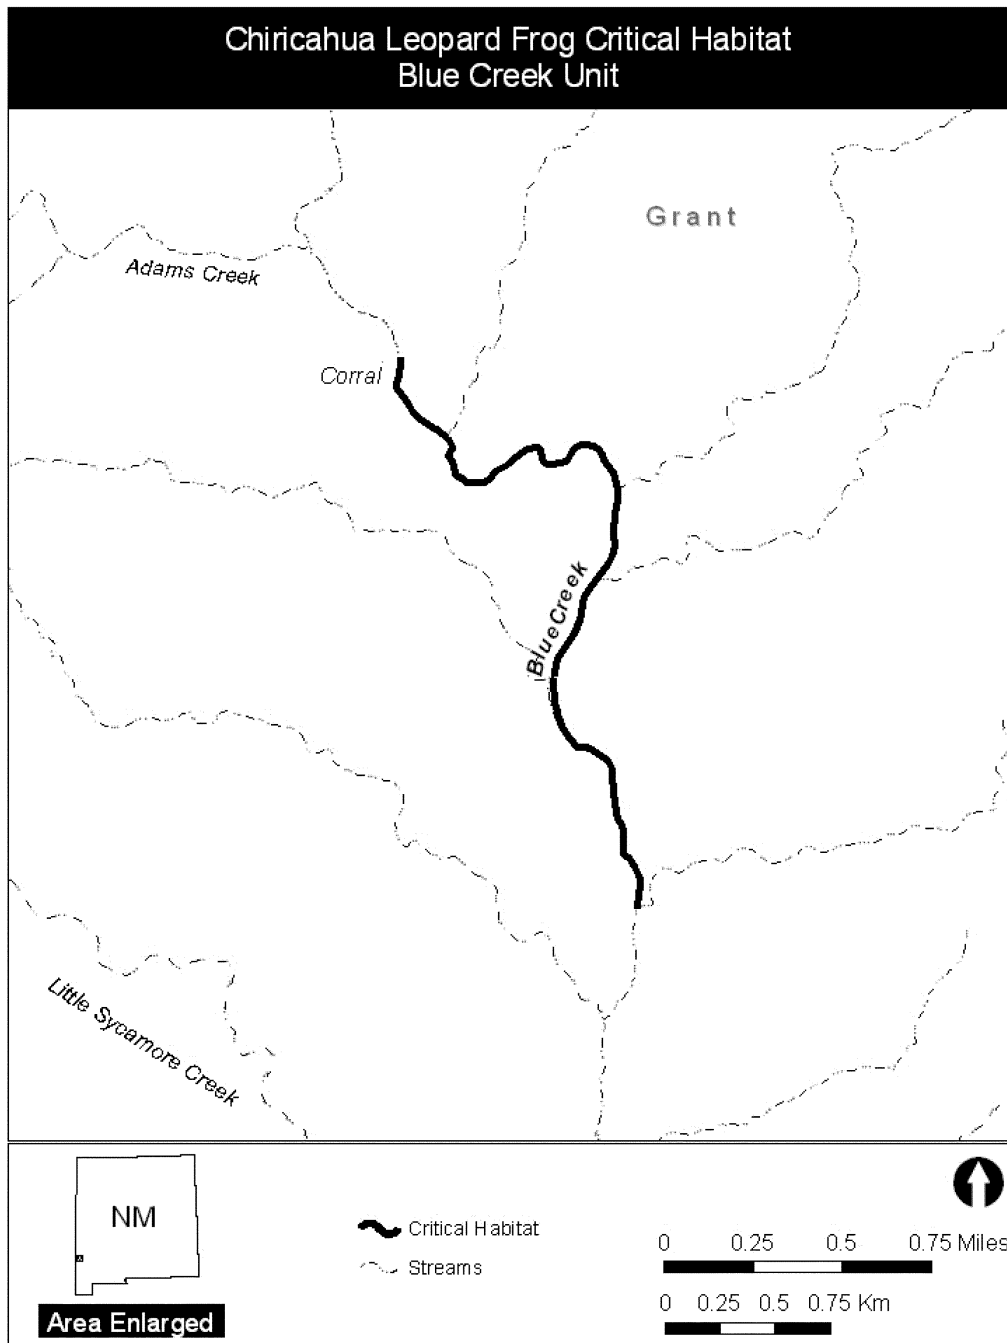 Chiricahua Leopard Frog Critical Habitat
Blue Creek Unit
Grant
Adams Creek
Corral
Blue Creek
Little Sycamore Creek
NM
Area Enlarged
Critical Habitat
Streams
0 0.25 0.5 0.75 Miles
0 0.25 0.5 0.75 Km